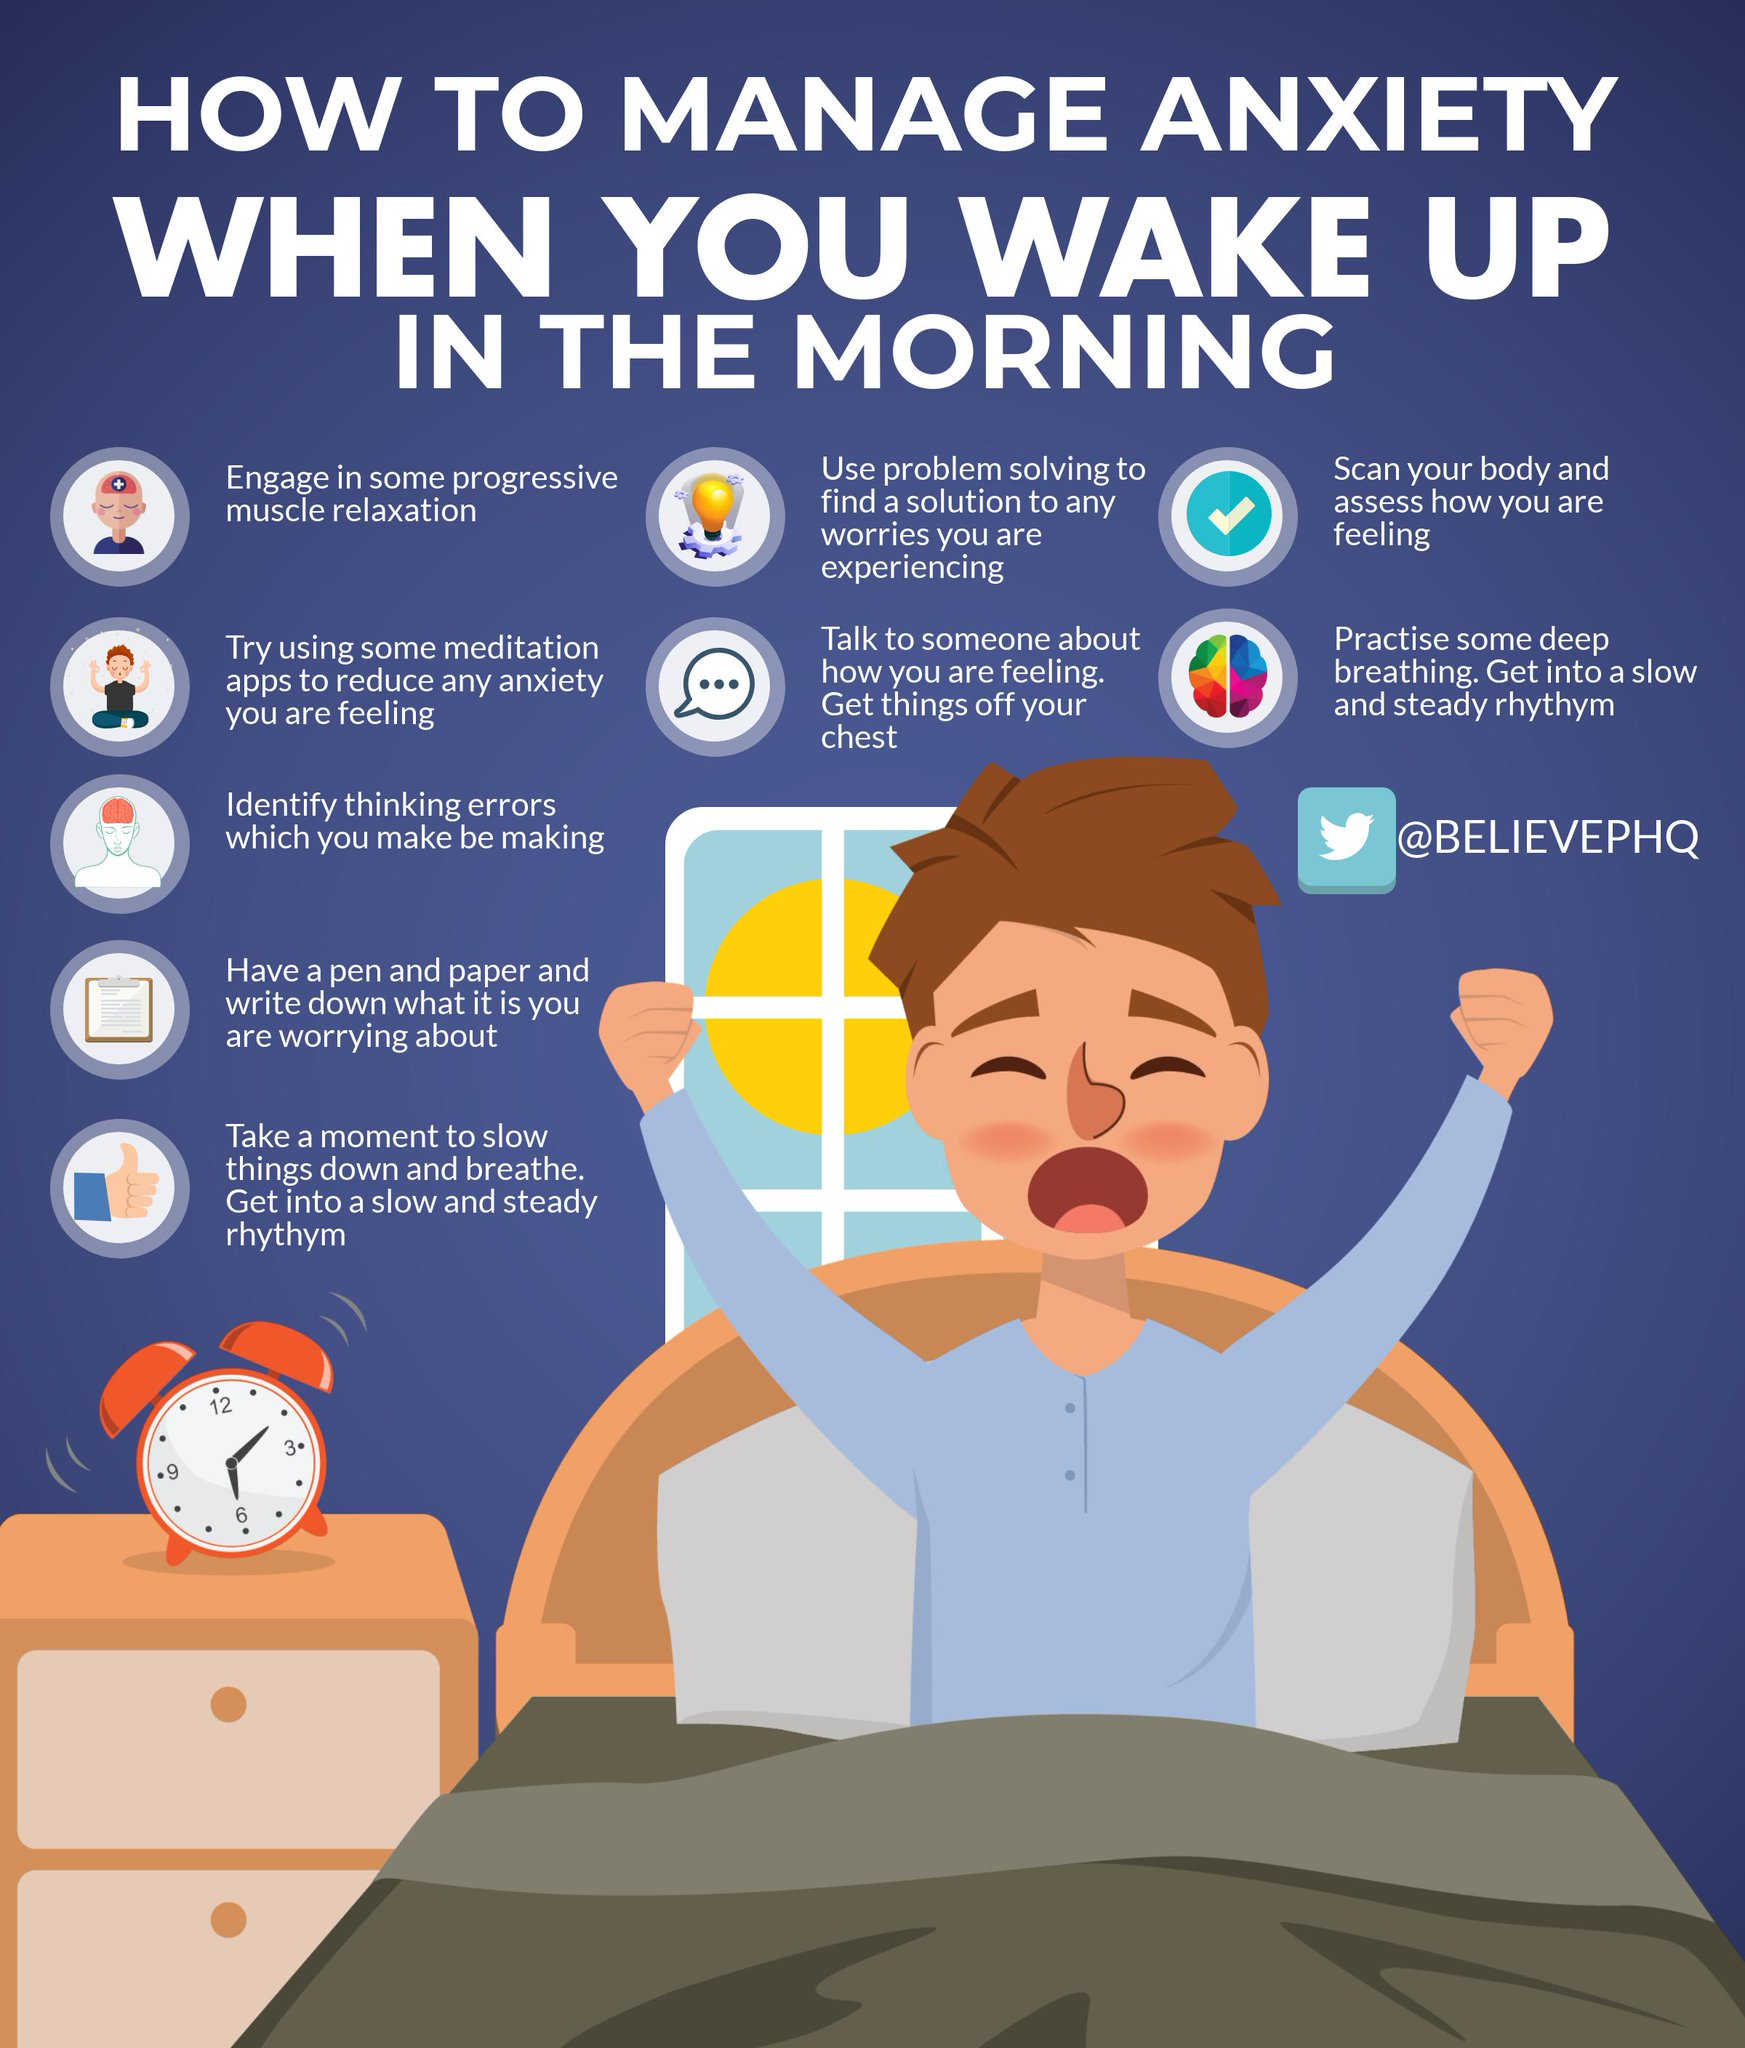 HOW TO MANAGE ANXIETY
WHEN YOU WAKE UP
IN THE MORNING
Engage in some progressive
muscle relaxation
Try using some meditation
apps to reduce any anxiety
you are feeling
Identify thinking errors
which you make be making
Have a pen and paper and
write down what it is you
are worrying about
Take a moment to slow
things down and breathe.
Get into a slow and steady
rhythym
Use problem solving to
find a solution to any
worries you are
experiencing
Talk to someone about
how you are feeling.
Get things off your
chest
Scan your body and
assess how you are
feeling
Practise some deep
breathing. Get into a slow
and steady rhythym
@BELIEVEPHQ
12
3
6
9